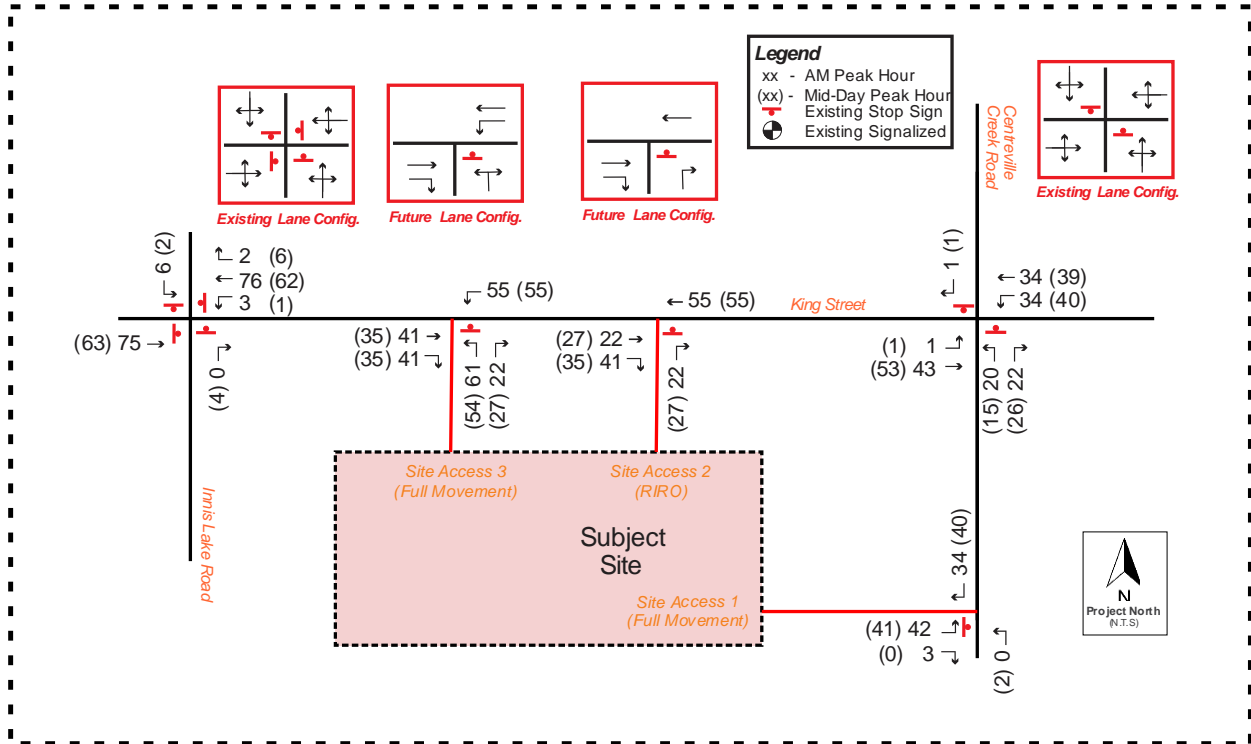 Legend
xx - AM Peak Hour
(xx) - Mid-Day Peak Hour
Existing Stop Sign
Existing Signalized
Existing Lane Config.
Future Lane Config.
Future Lane Config.
Existing Lane Config.
Centreville
Creek Road
6 (2)
2 (6)
76 (62)
3 (1)
(63) 75
(4) 0
55 (55)
(35) 41
(35) 41
(54) 61
(27) 22
55 (55)
(27) 22
(35) 41
(27) 22
King Street
1 (1)
34 (39)
34 (40)
(1) 1
(53) 43
(15) 20
(26) 22
Innis Lake Road
Site Access 3
(Full Movement)
Site Access 2
(RIRO)
Subject
Site
Site Access 1
(Full Movement)
34 (40)
(41) 42
(0) 3
(2) 0
N
Project North
(N.T.S)